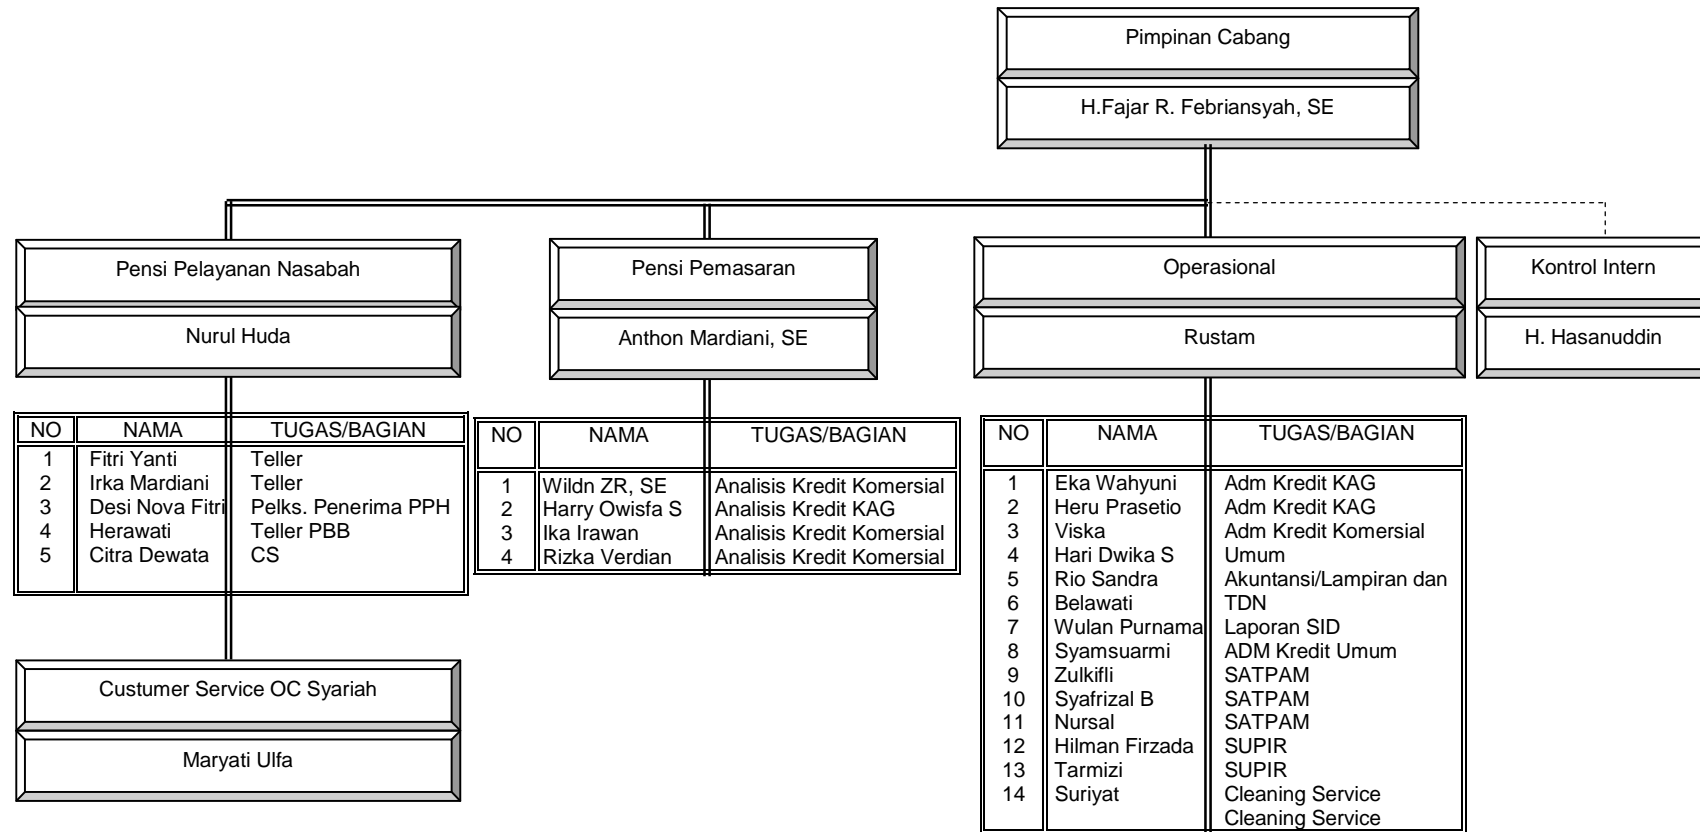 Pimpinan Cabang
H.Fajar R. Febriansyah, SE
Pensi Pelayanan Nasabah
Nurul Huda
Pensi Pemasaran
Anthon Mardiani, SE
Operasional
Rustam
Kontrol Intern
H. Hasanuddin
NO NAMA TUGAS/BAGIAN
1 Fitri Yanti Teller
2 Irka Mardiani Teller
3 Desi Nova Fitri Pelks. Penerima PPH
4 Herawati Teller PBB
5 Citra Dewata CS
NO NAMA TUGAS/BAGIAN
1 Wildn ZR, SE Analisis Kredit Komersial
2 Harry Owisfa S Analisis Kredit KAG
3 Ika Irawan Analisis Kredit Komersial
4 Rizka Verdian Analisis Kredit Komersial
NO NAMA TUGAS/BAGIAN
1 Eka Wahyuni Adm Kredit KAG
2 Heru Prasetio Adm Kredit KAG
3 Viska Adm Kredit Komersial
4 Hari Dwika S Umum
5 Rio Sandra Akuntansi/Lampiran dan
6 Belawati TDN
7 Wulan Purnama Laporan SID
8 Syamsuarmi ADM Kredit Umum
9 Zulkifli SATPAM
10 Syafrizal B SATPAM
11 Nursal SATPAM
12 Hilman Firzada SUPIR
13 Tarmizi SUPIR
14 Suriyat Cleaning Service
Cleaning Service
Custumer Service OC Syariah
Maryati Ulfa